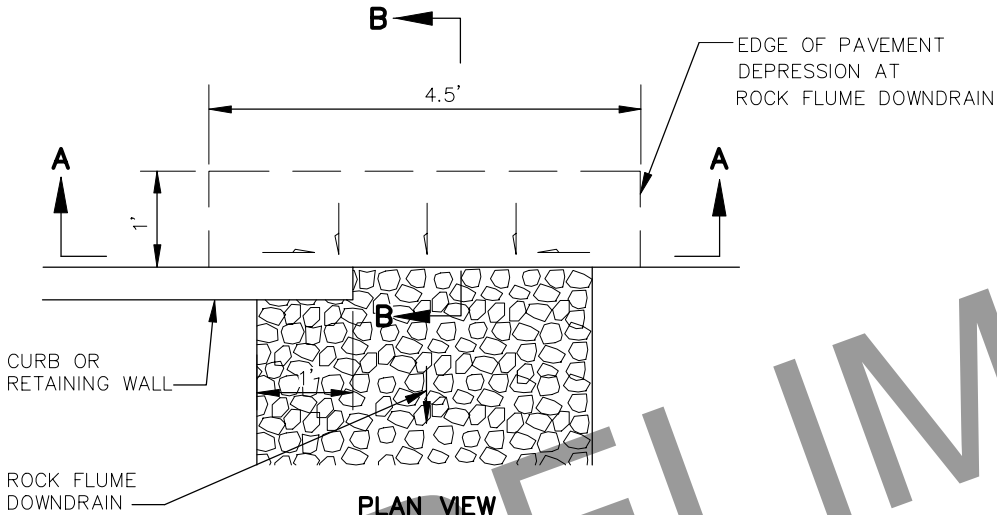 B
EDGE OF PAVEMENT
DEPRESSION AT
ROCK FLUME DOWNDRAIN
4.5'
A
A
1'
B
CURB OR
RETAINING WALL
1'
ROCK FLUME
DOWNDRAIN
PLAN VIEW